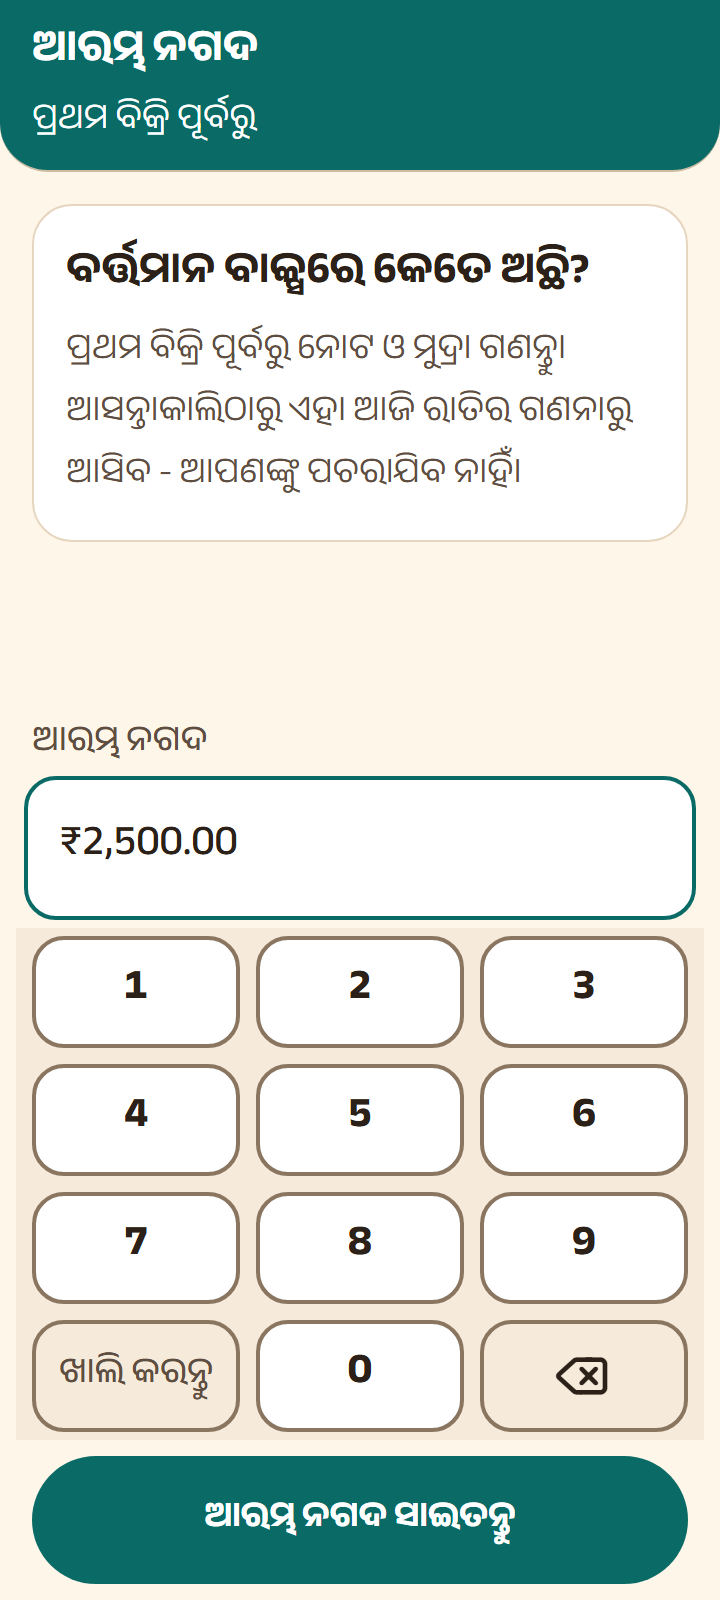 ଆରମ୍ଭ ନଗଦ
ପ୍ରଥମ ବିକ୍ରି ପୂର୍ବରୁ
ବର୍ତ୍ତମାନ ବାକ୍ସରେ କେତେ ଅଛି?
ପ୍ରଥମ ବିକ୍ରି ପୂର୍ବରୁ ନୋଟ ଓ ମୁଦ୍ରା ଗଣନ୍ତୁ।
ଆସନ୍ତାକାଲିଠାରୁ ଏହା ଆଜି ରାତିର ଗଣନାରୁ
ଆସିବ - ଆପଣଙ୍କୁ ପଚରାଯିବ ନାହିଁ।
ଆରମ୍ଭ ନଗଦ
₹2,500.00
1 2 3
4 5 6
7 8 9
ଖାଲି କରନ୍ତୁ 0
ଆରମ୍ଭ ନଗଦ ସାଇତନ୍ତୁ